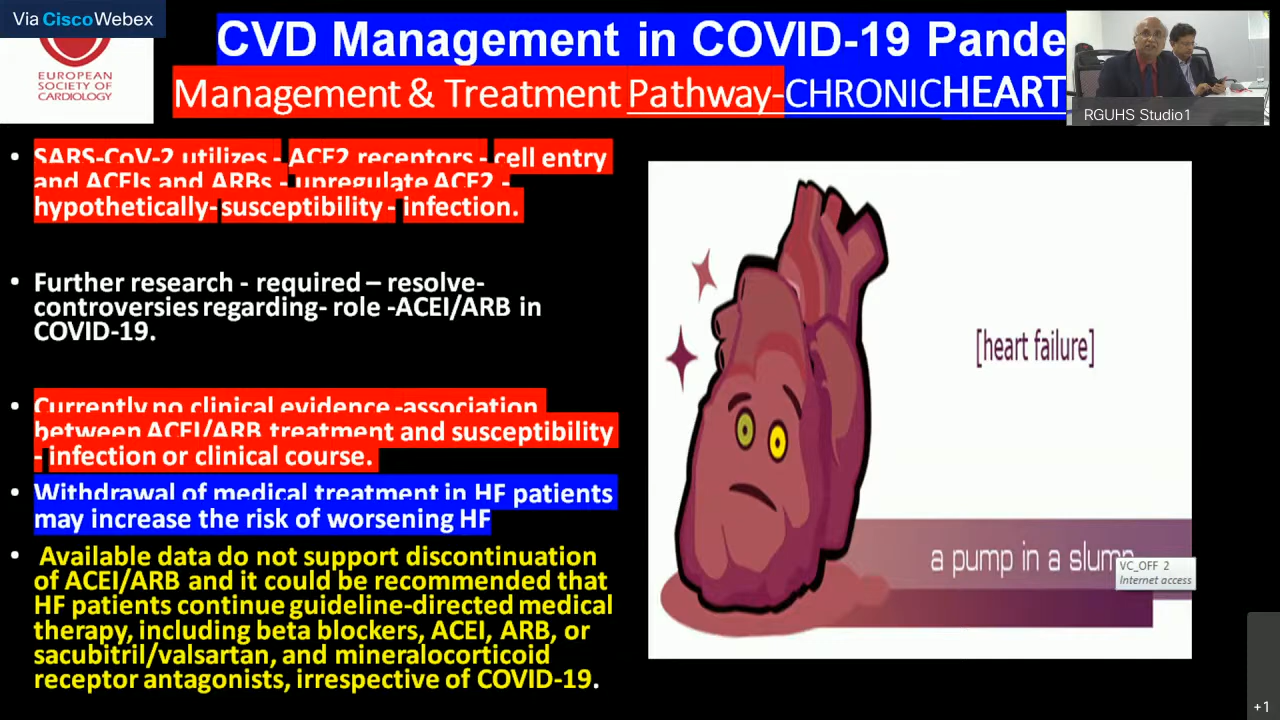 Via CiscoWebex
EUROPEAN
SOCIETY OF
CARDIOLOGY
CVD Management in COVID-19 Pande
Management & Treatment Pathway-CHRONICHEART
RGUHS Studio1
• SARS-CoV-2 utilizes - ACE2 receptors - cell entry
and ACEIs and ARBs - upregulate ACE2 -
hypothetically- susceptibility - infection.
• Further research - required – resolve-
controversies regarding- role -ACEI/ARB in
COVID-19.
• Currently no clinical evidence -association
between ACEI/ARB treatment and susceptibility
- infection or clinical course.
• Withdrawal of medical treatment in HF patients
may increase the risk of worsening HF
• Available data do not support discontinuation
of ACEI/ARB and it could be recommended that
HF patients continue guideline-directed medical
therapy, including beta blockers, ACEI, ARB, or
sacubitril/valsartan, and mineralocorticoid
receptor antagonists, irrespective of COVID-19.
[heart failure]
a pump in a slump
VC_OFF 2
Internet access
+1